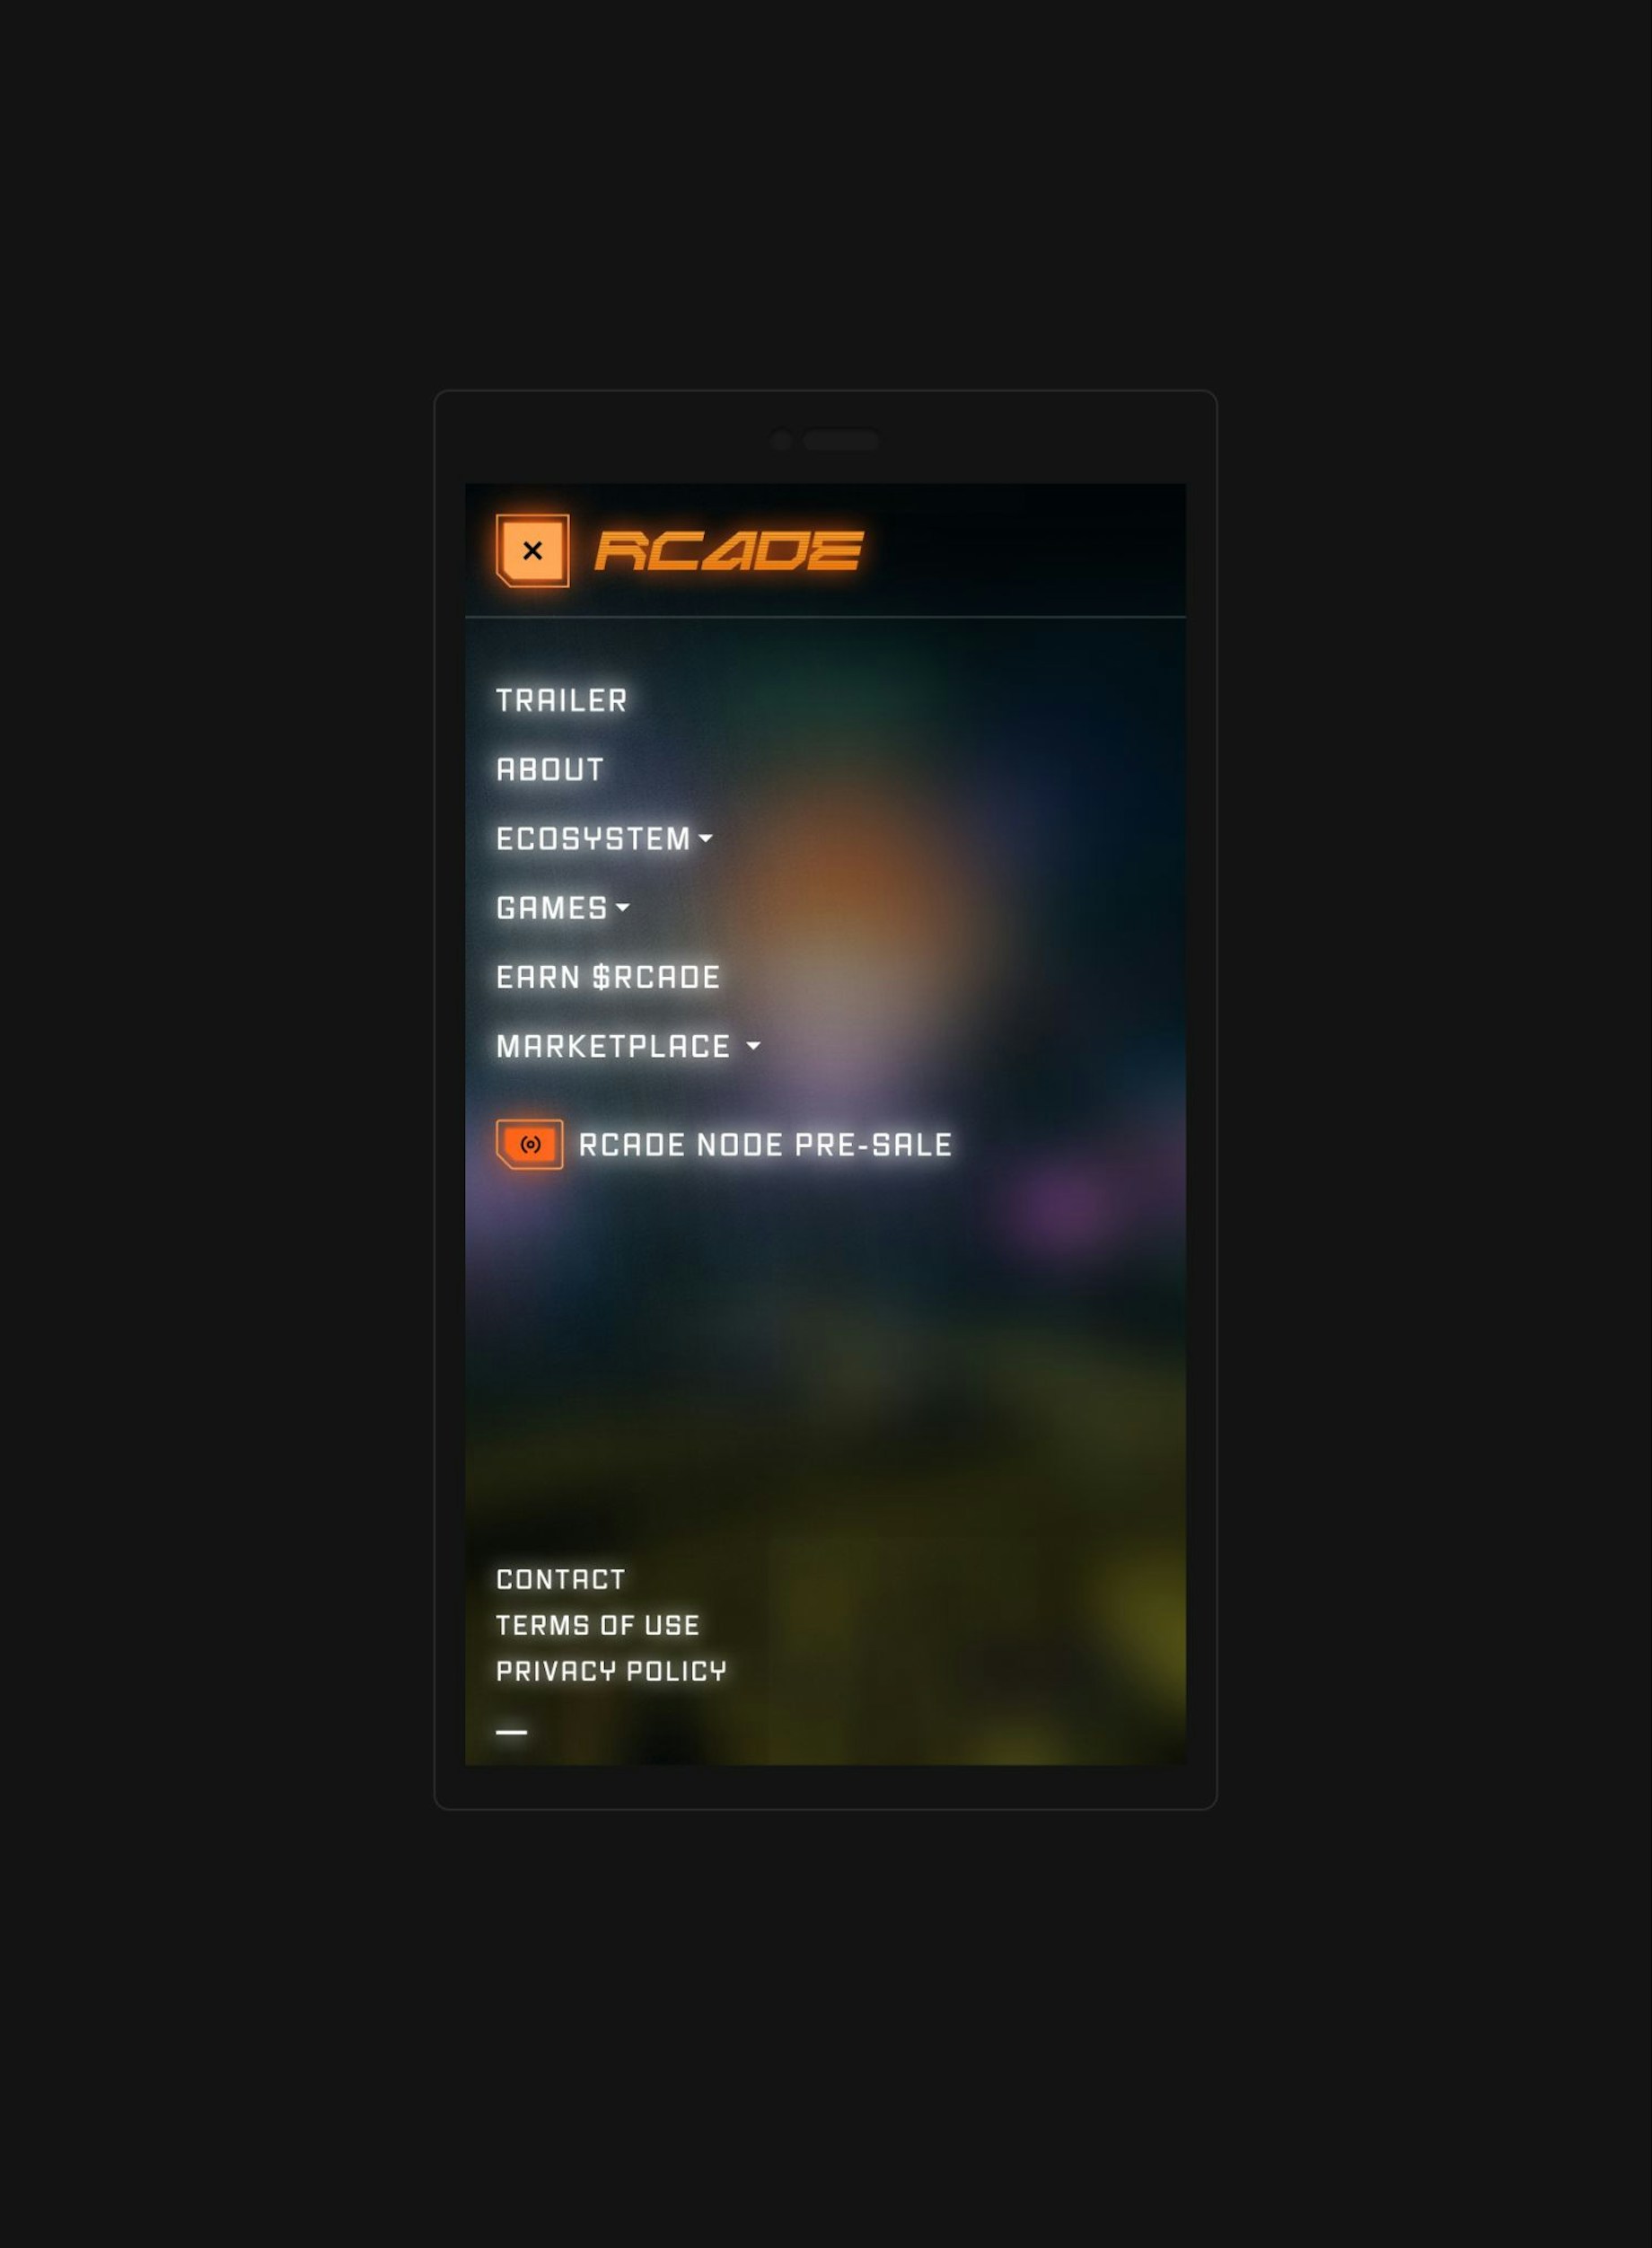 RCADE
TRAILER
ABOUT
ECOSYSTEM
GAMES
EARN $RCADE
MARKETPLACE
RCADE NODE PRE-SALE
CONTACT
TERMS OF USE
PRIVACY POLICY